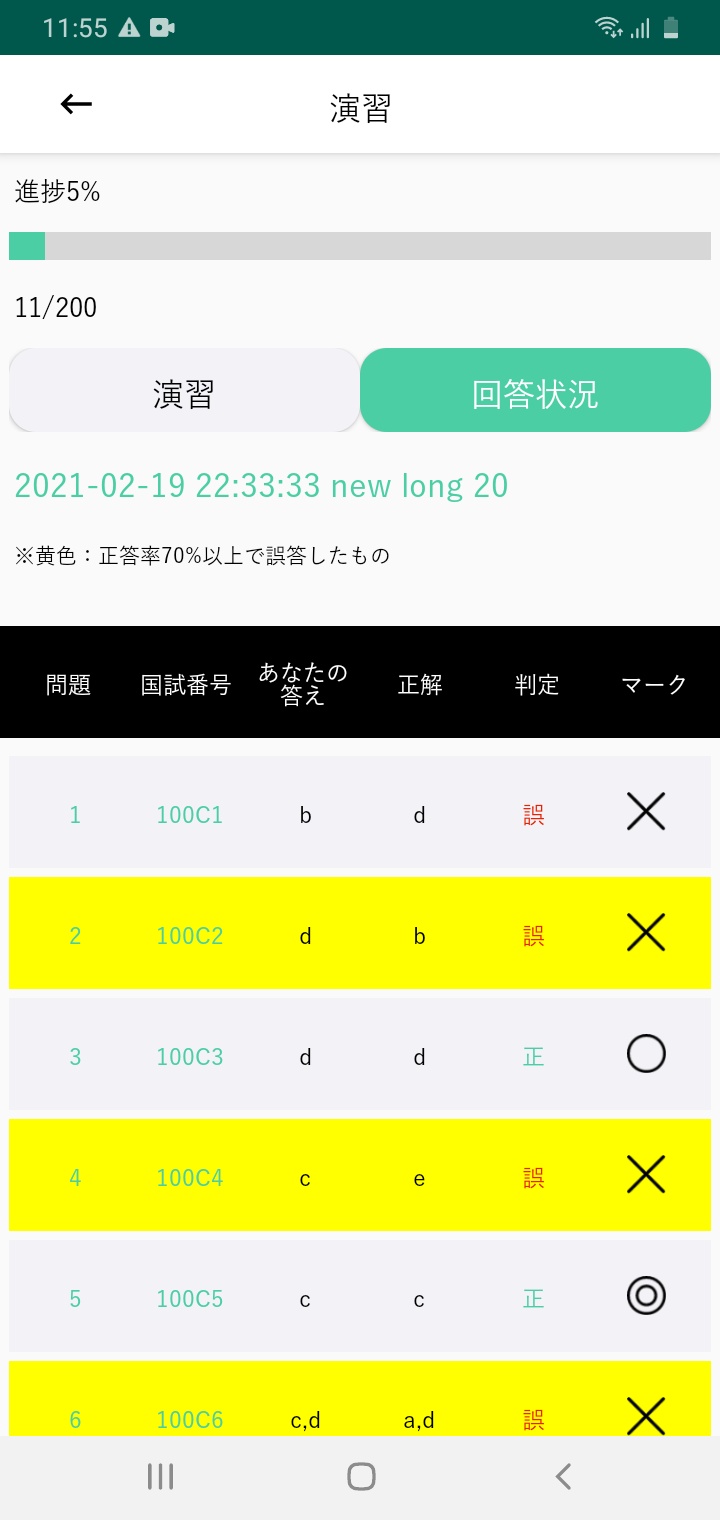 11:55
演習
進捗5%
11/200
演習 回答状況
2021-02-19 22:33:33 new long 20
※黄色：正答率70%以上で誤答したもの
問題 国試番号 あなたの答え 正解 判定 マーク
1 100C1 b d 誤
2 100C2 d b 誤
3 100C3 d d 正
4 100C4 c e 誤
5 100C5 c c 正
6 100C6 c,d a,d 誤